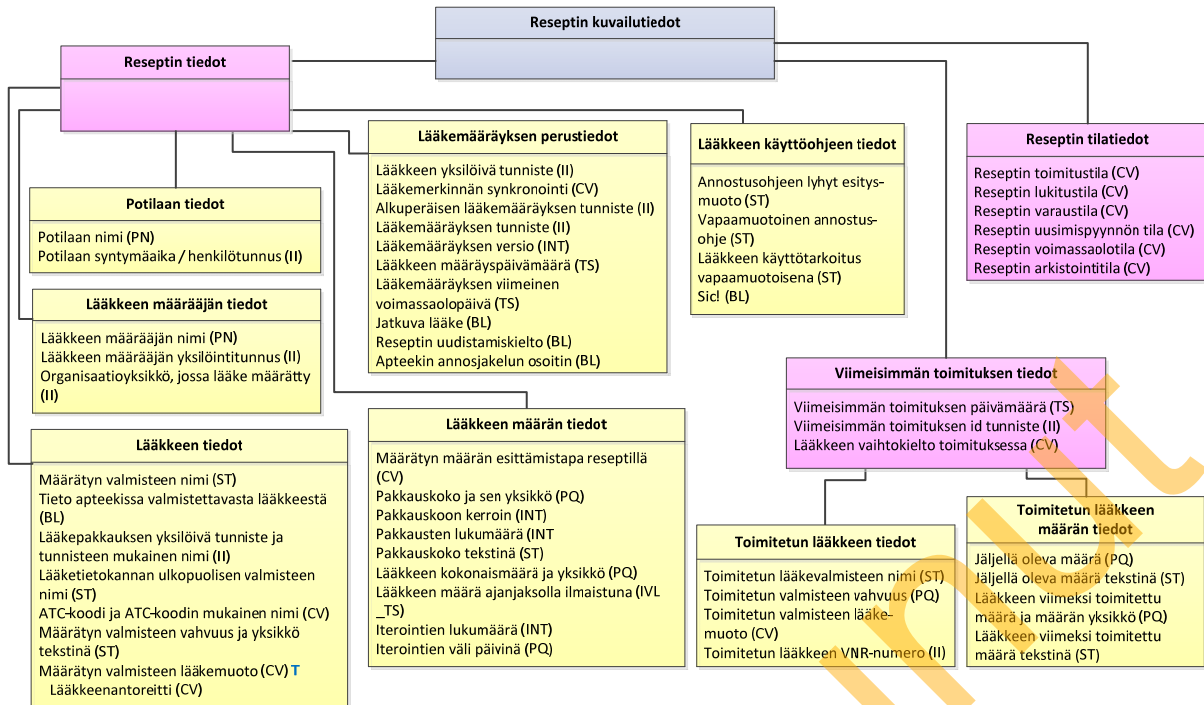 Reseptin kuvailutiedot
Reseptin tiedot
Potilaan tiedot
Potilaan nimi (PN)
Potilaan syntymäaika / henkilötunnus (II)
Lääkkeen määrääjän tiedot
Lääkkeen määrääjän nimi (PN)
Lääkkeen määrääjän yksilöintitunnus (II)
Organisaatioyksikkö, jossa lääke määrätty
(II)
Lääkkeen tiedot
Määrätyn valmisteen nimi (ST)
Tieto apteekissa valmistettavasta lääkkeestä
(BL)
Lääkepakkauksen yksilöivä tunniste ja
tunnisteen mukainen nimi (II)
Lääketietokannan ulkopuolisen valmisteen
nimi (ST)
ATC-koodi ja ATC-koodin mukainen nimi (CV)
Määrätyn valmisteen vahvuus ja yksikkö
tekstinä (ST)
Määrätyn valmisteen lääkemuoto (CV) T
Lääkkeenantoreitti (CV)
Lääkemääräyksen perustiedot
Lääkkeen yksilöivä tunniste (II)
Lääkemerkinnän synkronointi (CV)
Alkuperäisen lääkemääräyksen tunniste (II)
Lääkemääräyksen tunniste (II)
Lääkemääräyksen versio (INT)
Lääkkeen määräyspäivämäärä (TS)
Lääkemääräyksen viimeinen
voimassaolopäivä (TS)
Jatkuva lääke (BL)
Reseptin uudistamiskielto (BL)
Apteekin annosjakelun osoitin (BL)
Lääkkeen määrän tiedot
Määrätyn määrän esittämistapa reseptillä
(CV)
Pakkauskoko ja sen yksikkö (PQ)
Pakkauskoon kerroin (INT)
Pakkausten lukumäärä (INT
Pakkauskoko tekstinä (ST)
Lääkkeen kokonaismäärä ja yksikkö (PQ)
Lääkkeen määrä ajanjaksolla ilmaistuna (IVL
_TS)
Iterointien lukumäärä (INT)
Iterointien väli päivinä (PQ)
Lääkkeen käyttöohjeen tiedot
Annostusohjeen lyhyt esitys-
muoto (ST)
Vapaamuotoinen annostus-
ohje (ST)
Lääkkeen käyttötarkoitus
vapaamuotoisena (ST)
Sic! (BL)
Reseptin tilatiedot
Reseptin toimitustila (CV)
Reseptin lukitustila (CV)
Reseptin varaustila (CV)
Reseptin uusimispyynnön tila (CV)
Reseptin voimassaolotila (CV)
Reseptin arkistointitila (CV)
Viimeisimmän toimituksen tiedot
Viimeisimmän toimituksen päivämäärä (TS)
Viimeisimmän toimituksen id tunniste (II)
Lääkkeen vaihtokielto toimituksessa (CV)
Toimitetun lääkkeen tiedot
Toimitetun lääkevalmisteen nimi (ST)
Toimitetun valmisteen vahvuus (PQ)
Toimitetun valmisteen lääke-
muoto (CV)
Toimitetun lääkkeen VNR-numero (II)
Toimitetun lääkkeen
määrän tiedot
Jäljellä oleva määrä (PQ)
Jäljellä oleva määrä tekstinä (ST)
Lääkkeen viimeksi toimitettu
määrä ja määrän yksikkö (PQ)
Lääkkeen viimeksi toimitettu
määrä tekstinä (ST)